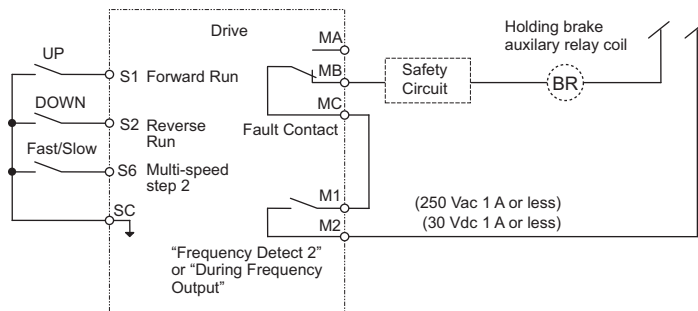 Drive
Holding brake
auxilary relay coil
MA
UP
MB
Safety
Circuit
BR
S1 Forward Run
MC
DOWN
Fault Contact
S2 Reverse
Run
Fast/Slow
S6 Multi-speed
step 2
M1
(250 Vac 1 A or less)
SC
M2
(30 Vdc 1 A or less)
“Frequency Detect 2”
or “During Frequency
Output”